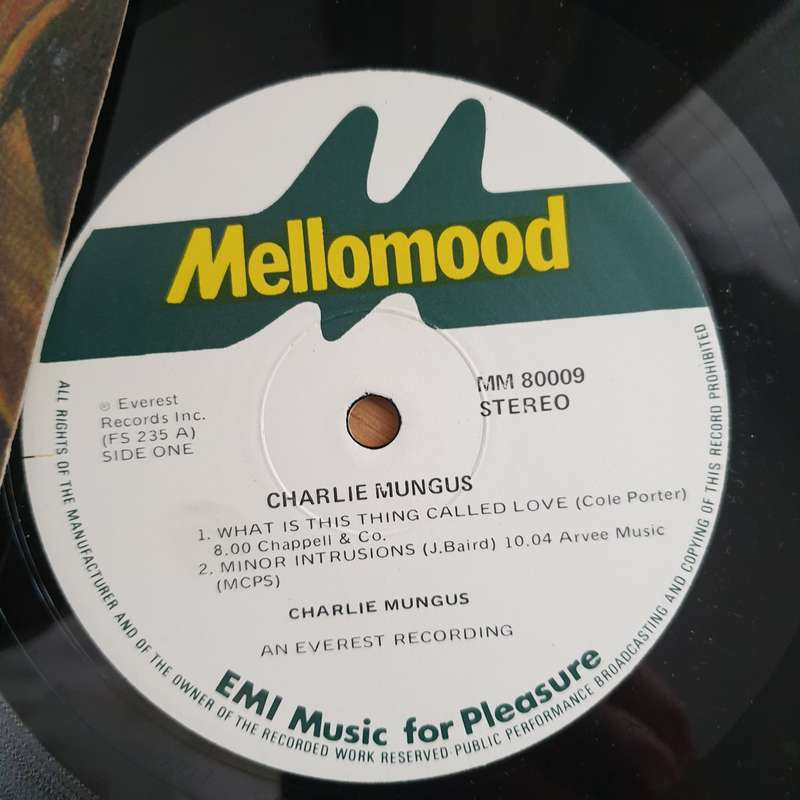 Mellomood
℗ Everest
Records Inc.
(FS 235 A)
SIDE ONE
MM 80009
STEREO
CHARLIE MUNGUS
1. WHAT IS THIS THING CALLED LOVE (Cole Porter)
8.00 Chappell & Co.
2. MINOR INTRUSIONS (J.Baird) 10.04 Arvee Music
(MCPS)
CHARLIE MUNGUS
AN EVEREST RECORDING
EMI Music for Pleasure
ALL RIGHTS OF THE MANUFACTURER AND OF THE OWNER OF THE RECORDED WORK RESERVED·PUBLIC PERFORMANCE BROADCASTING AND COPYING OF THIS RECORD PROHIBITED